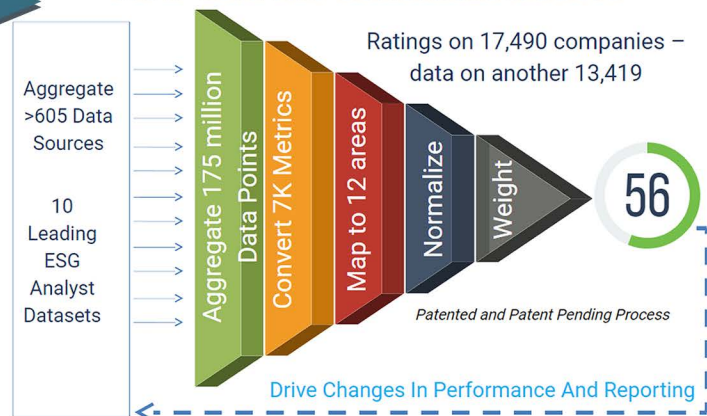 Aggregate
>605 Data
Sources
10
Leading
ESG
Analyst
Datasets
Aggregate 175 million
Data Points
Convert 7K Metrics
Map to 12 areas
Normalize
Weight
Ratings on 17,490 companies –
data on another 13,419
56
Patented and Patent Pending Process
Drive Changes In Performance And Reporting